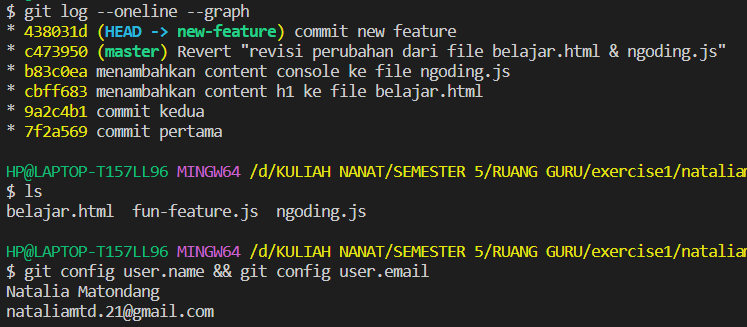 $ git log --oneline --graph
* 438031d (HEAD -> new-feature) commit new feature
* c473950 (master) Revert "revisi perubahan dari file belajar.html & ngoding.js"
* b83c0ea menambahkan content console ke file ngoding.js
* cbff683 menambahkan content h1 ke file belajar.html
* 9a2c4b1 commit kedua
* 7f2a569 commit pertama
HP@LAPTOP-T157LL96 MINGW64 /d/KULIAH NANAT/SEMESTER 5/RUANG GURU/exercise1/nataliam
$ ls
belajar.html  fun-feature.js  ngoding.js
HP@LAPTOP-T157LL96 MINGW64 /d/KULIAH NANAT/SEMESTER 5/RUANG GURU/exercise1/nataliam
$ git config user.name && git config user.email
Natalia Matondang
nataliamtd.21@gmail.com